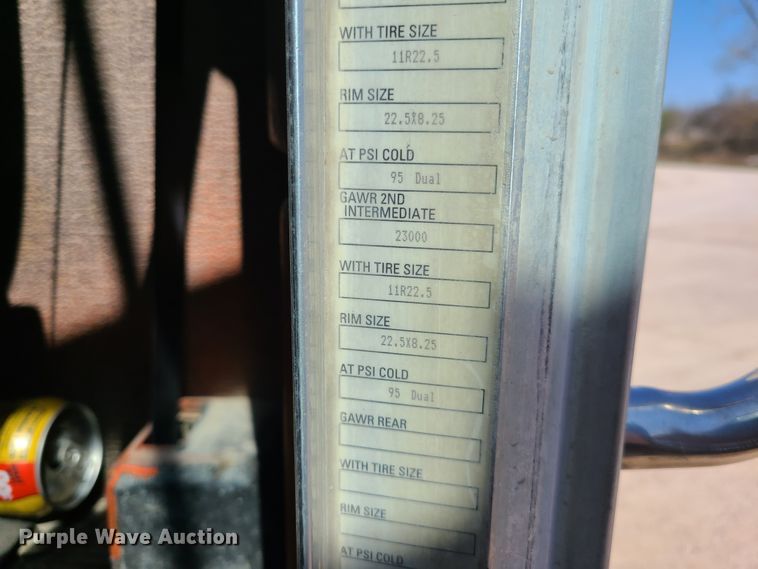 WITH TIRE SIZE
11R22.5
RIM SIZE
22.5X8.25
AT PSI COLD
95 Dual
GAWR 2ND
INTERMEDIATE
23000
WITH TIRE SIZE
11R22.5
RIM SIZE
22.5X8.25
AT PSI COLD
95 Dual
GAWR REAR
WITH TIRE SIZE
RIM SIZE
AT PSI COLD
Purple Wave Auction